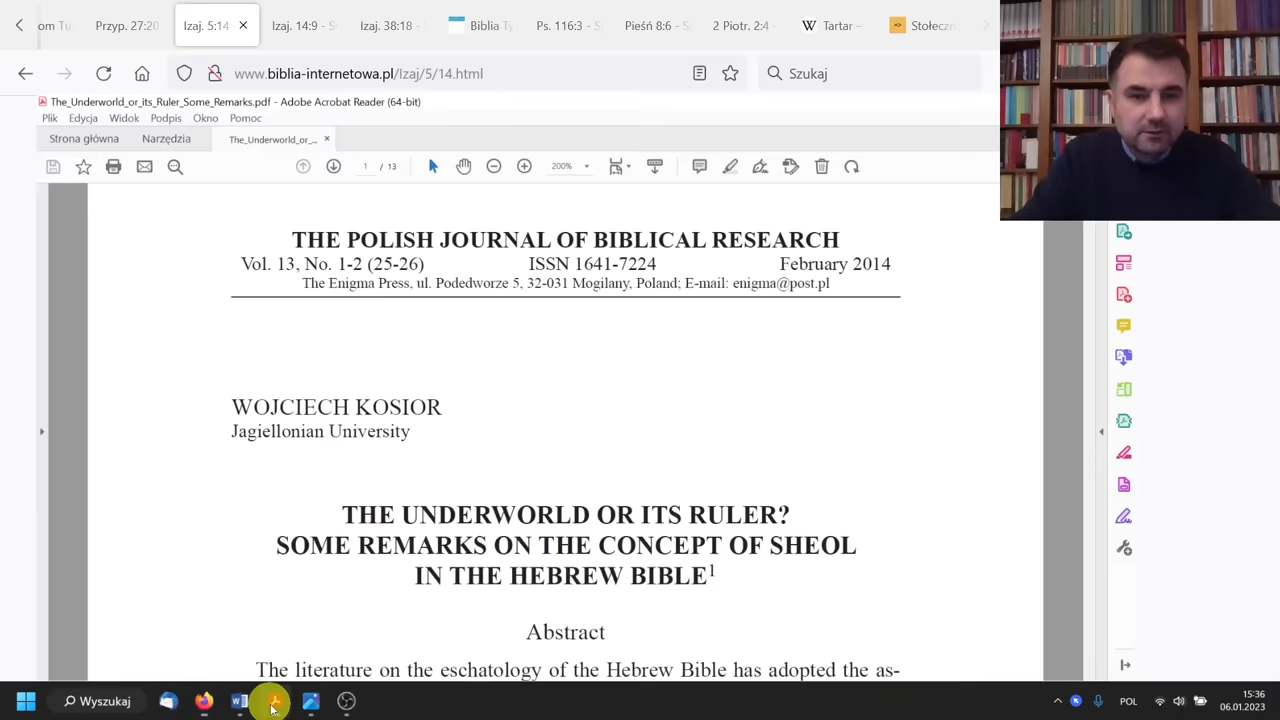 om Tu
Przyp. 27:20
Izaj. 5:14
Izaj. 14:9 - S
Izaj. 38:18 -
Biblia Ty
Ps. 116:3 - S
Pieśń 8:6 - S
2 Piotr. 2:4 -
Tartar –
Stołeczn
www.biblia-internetowa.pl/Izaj/5/14.html
Szukaj
The_Underworld_or_its_Ruler_Some_Remarks.pdf - Adobe Acrobat Reader (64-bit)
Plik Edycja Widok Podpis Okno Pomoc
Strona główna Narzędzia The_Underworld_or_...
1 / 13 200%
THE POLISH JOURNAL OF BIBLICAL RESEARCH
Vol. 13, No. 1-2 (25-26) ISSN 1641-7224 February 2014
The Enigma Press, ul. Podedworze 5, 32-031 Mogilany, Poland; E-mail: enigma@post.pl
WOJCIECH KOSIOR
Jagiellonian University
THE UNDERWORLD OR ITS RULER?
SOME REMARKS ON THE CONCEPT OF SHEOL
IN THE HEBREW BIBLE1
Abstract
The literature on the eschatology of the Hebrew Bible has adopted the as-
Wyszukaj
POL
15:36
06.01.2023